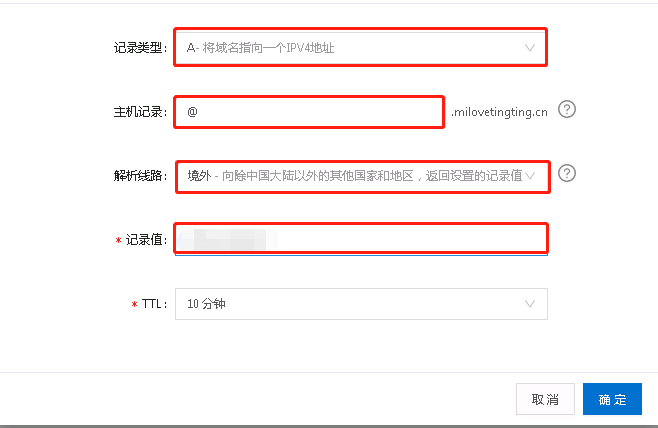 记录类型： A- 将域名指向一个IPV4地址
主机记录： @ .milovetingting.cn ?
解析线路： 境外 - 向除中国大陆以外的其他国家和地区，返回设置的记录值 ?
* 记录值：
* TTL： 10 分钟
取消 确定